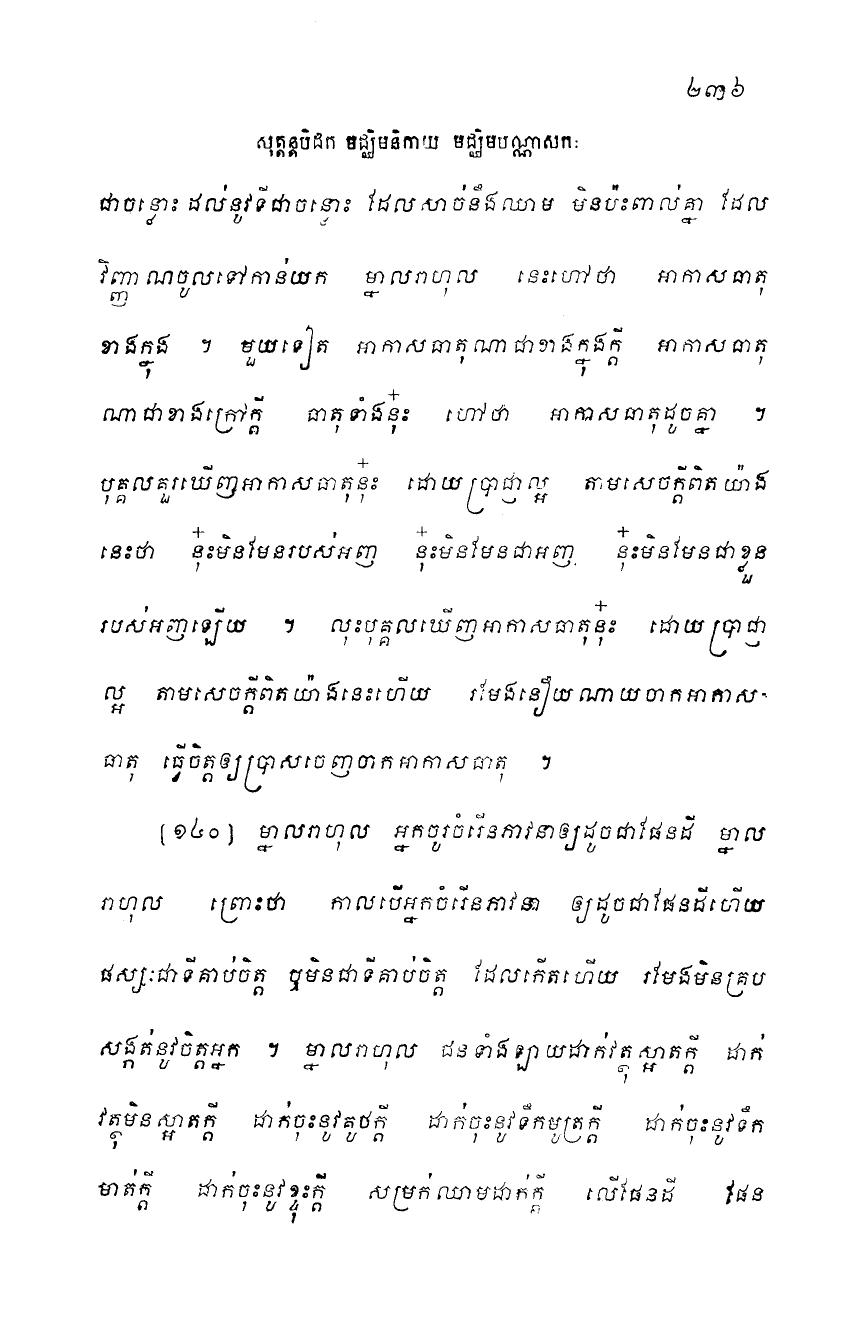 ២៣៦
សុត្តន្តបិដក មជ្ឈិមនិកាយ មជ្ឈិមបណ្ណាសកៈ
ជាចន្លោះ ដល់នូវទីជាចន្លោះ ដែលសាច់នឹងឈាម មិនប៉ះពាល់គ្នា ដែល
វិញ្ញាណចូលទៅកាន់យក ម្នាលរាហុល នេះហៅថា អាកាសធាតុ
ខាងក្នុង ។ មួយទៀត អាកាសធាតុណាជាខាងក្នុងក្តី អាកាសធាតុ
ណាជាខាងក្រៅក្តី ធាតុទាំងនុ៎ះ ហៅថា អាកាសធាតុដូចគ្នា ។
បុគ្គលគួរឃើញអាកាសធាតុនុ៎ះ ដោយប្រាជ្ញាល្អ តាមសេចក្តីពិតយ៉ាង
នេះថា នុ៎ះមិនមែនរបស់អញ នុ៎ះមិនមែនជាអញ នុ៎ះមិនមែនជាខ្លួន
របស់អញឡើយ ។ លុះបុគ្គលឃើញអាកាសធាតុនុ៎ះ ដោយប្រាជ្ញា
ល្អ តាមសេចក្តីពិតយ៉ាងនេះហើយ រមែងនឿយណាយចាកអាកាស-
ធាតុ ធ្វើចិត្តឲ្យប្រាសចេញចាកអាកាសធាតុ ។
[១៤០] ម្នាលរាហុល អ្នកចូរចំរើនភាវនាឲ្យដូចជាផែនដី ម្នាល
រាហុល ព្រោះថា កាលបើអ្នកចំរើនភាវនា ឲ្យដូចជាផែនដីហើយ
ផស្សៈជាទីគាប់ចិត្ត ឬមិនជាទីគាប់ចិត្ត ដែលកើតហើយ រមែងមិនគ្រប
សង្កត់នូវចិត្តអ្នក ។ ម្នាលរាហុល ជនទាំងឡាយដាក់វត្ថុស្អាតក្តី ដាក់
វត្ថុមិនស្អាតក្តី ដាក់ចុះនូវគូថក្តី ដាក់ចុះនូវទឹកមូត្រក្តី ដាក់ចុះនូវទឹក
មាត់ក្តី ដាក់ចុះនូវខ្ទុះក្តី សម្រក់ឈាមដាក់ក្តី លើផែនដី ផែន